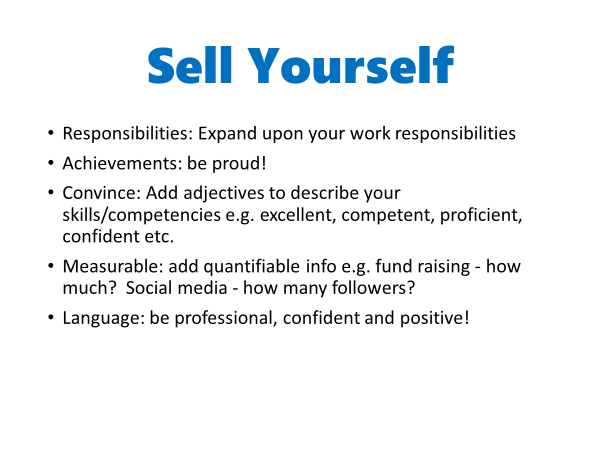 Sell Yourself
• Responsibilities: Expand upon your work responsibilities
• Achievements: be proud!
• Convince: Add adjectives to describe your
skills/competencies e.g. excellent, competent, proficient,
confident etc.
• Measurable: add quantifiable info e.g. fund raising - how
much?  Social media - how many followers?
• Language: be professional, confident and positive!